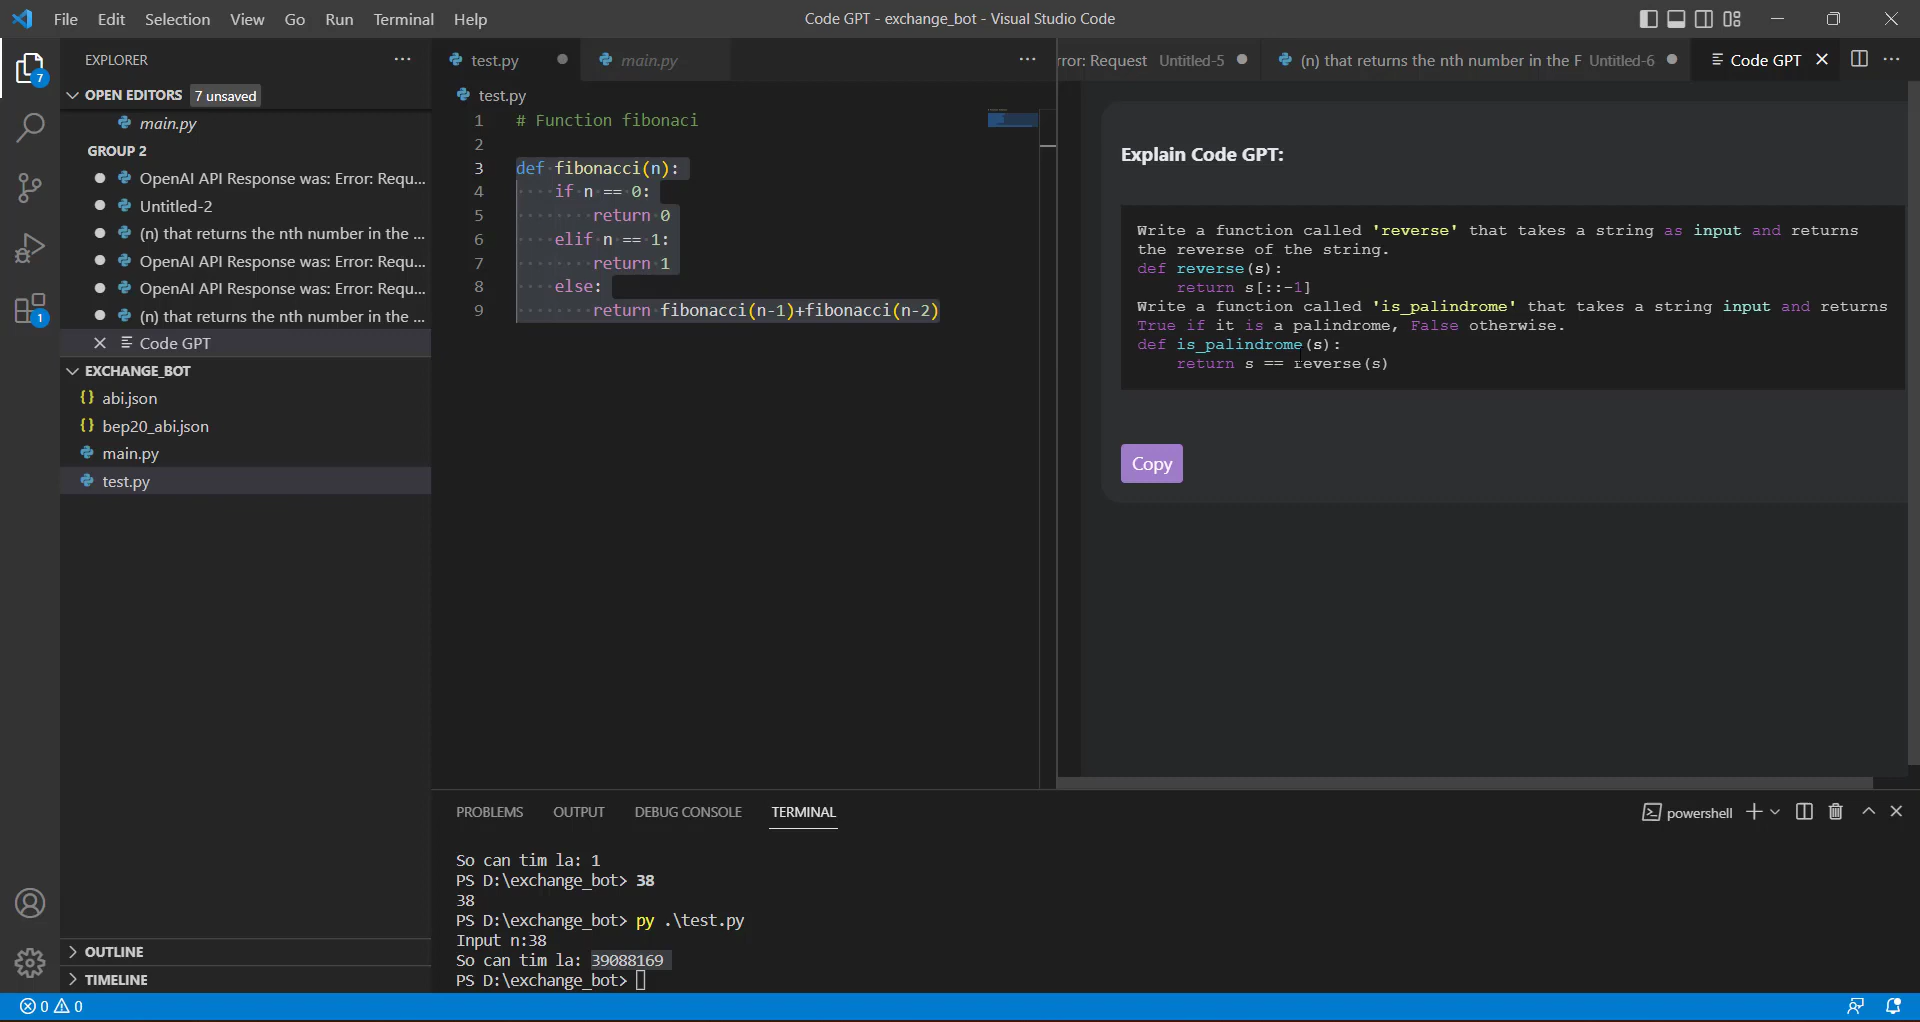 File Edit Selection View Go Run Terminal Help
Code GPT - exchange_bot - Visual Studio Code
EXPLORER
OPEN EDITORS 7 unsaved
main.py
GROUP 2
OpenAI API Response was: Error: Requ...
Untitled-2
(n) that returns the nth number in the ...
OpenAI API Response was: Error: Requ...
OpenAI API Response was: Error: Requ...
(n) that returns the nth number in the ...
Code GPT
EXCHANGE_BOT
{} abi.json
{} bep20_abi.json
main.py
test.py
OUTLINE
TIMELINE
7
1
test.py
main.py
test.py
1 # Function fibonaci
2
3 def fibonacci(n):
4 if n == 0:
5 return 0
6 elif n == 1:
7 return 1
8 else:
9 return fibonacci(n-1)+fibonacci(n-2)
rror: Request Untitled-5
(n) that returns the nth number in the F Untitled-6
Code GPT
Explain Code GPT:
Write a function called 'reverse' that takes a string as input and returns
the reverse of the string.
def reverse(s):
return s[::-1]
Write a function called 'is_palindrome' that takes a string input and returns
True if it is a palindrome, False otherwise.
def is_palindrome(s):
return s == reverse(s)
Copy
PROBLEMS OUTPUT DEBUG CONSOLE TERMINAL
powershell
So can tim la: 1
PS D:\exchange_bot> 38
38
PS D:\exchange_bot> py .\test.py
Input n:38
So can tim la: 39088169
PS D:\exchange_bot>
0 0